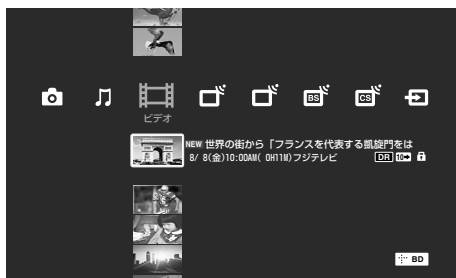 BS
CS
ビデオ
NEW 世界の街から「フランスを代表する凱旋門をは
8/ 8(金)10:00AM( 0H11M)フジテレビ DR 10
BD